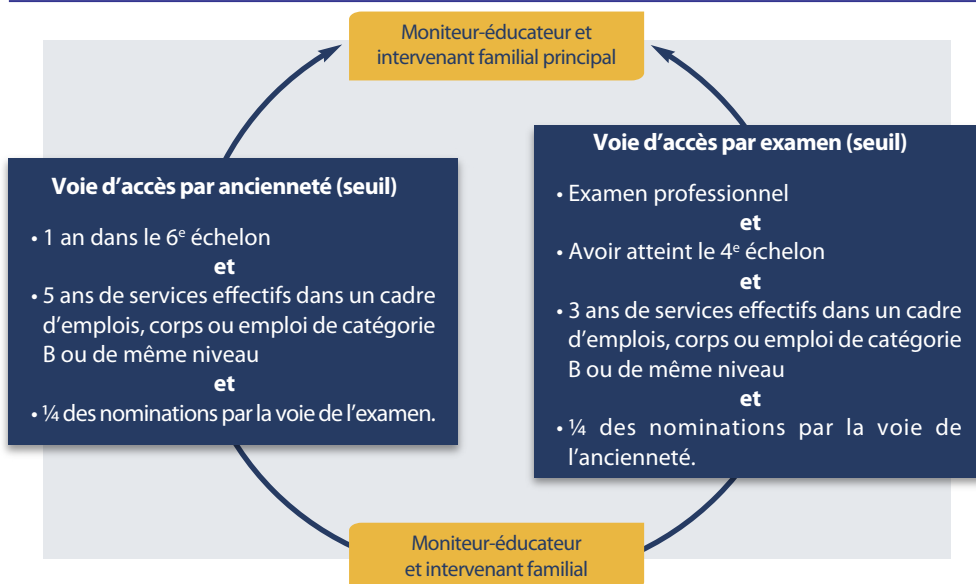 Moniteur-éducateur et
intervenant familial principal
Voie d’accès par ancienneté (seuil)
• 1 an dans le 6e échelon
et
• 5 ans de services effectifs dans un cadre
d’emplois, corps ou emploi de catégorie
B ou de même niveau
et
• ¼ des nominations par la voie de l’examen.
Voie d’accès par examen (seuil)
• Examen professionnel
et
• Avoir atteint le 4e échelon
et
• 3 ans de services effectifs dans un cadre
d’emplois, corps ou emploi de catégorie
B ou de même niveau
et
• ¼ des nominations par la voie de
l’ancienneté.
Moniteur-éducateur
et intervenant familial